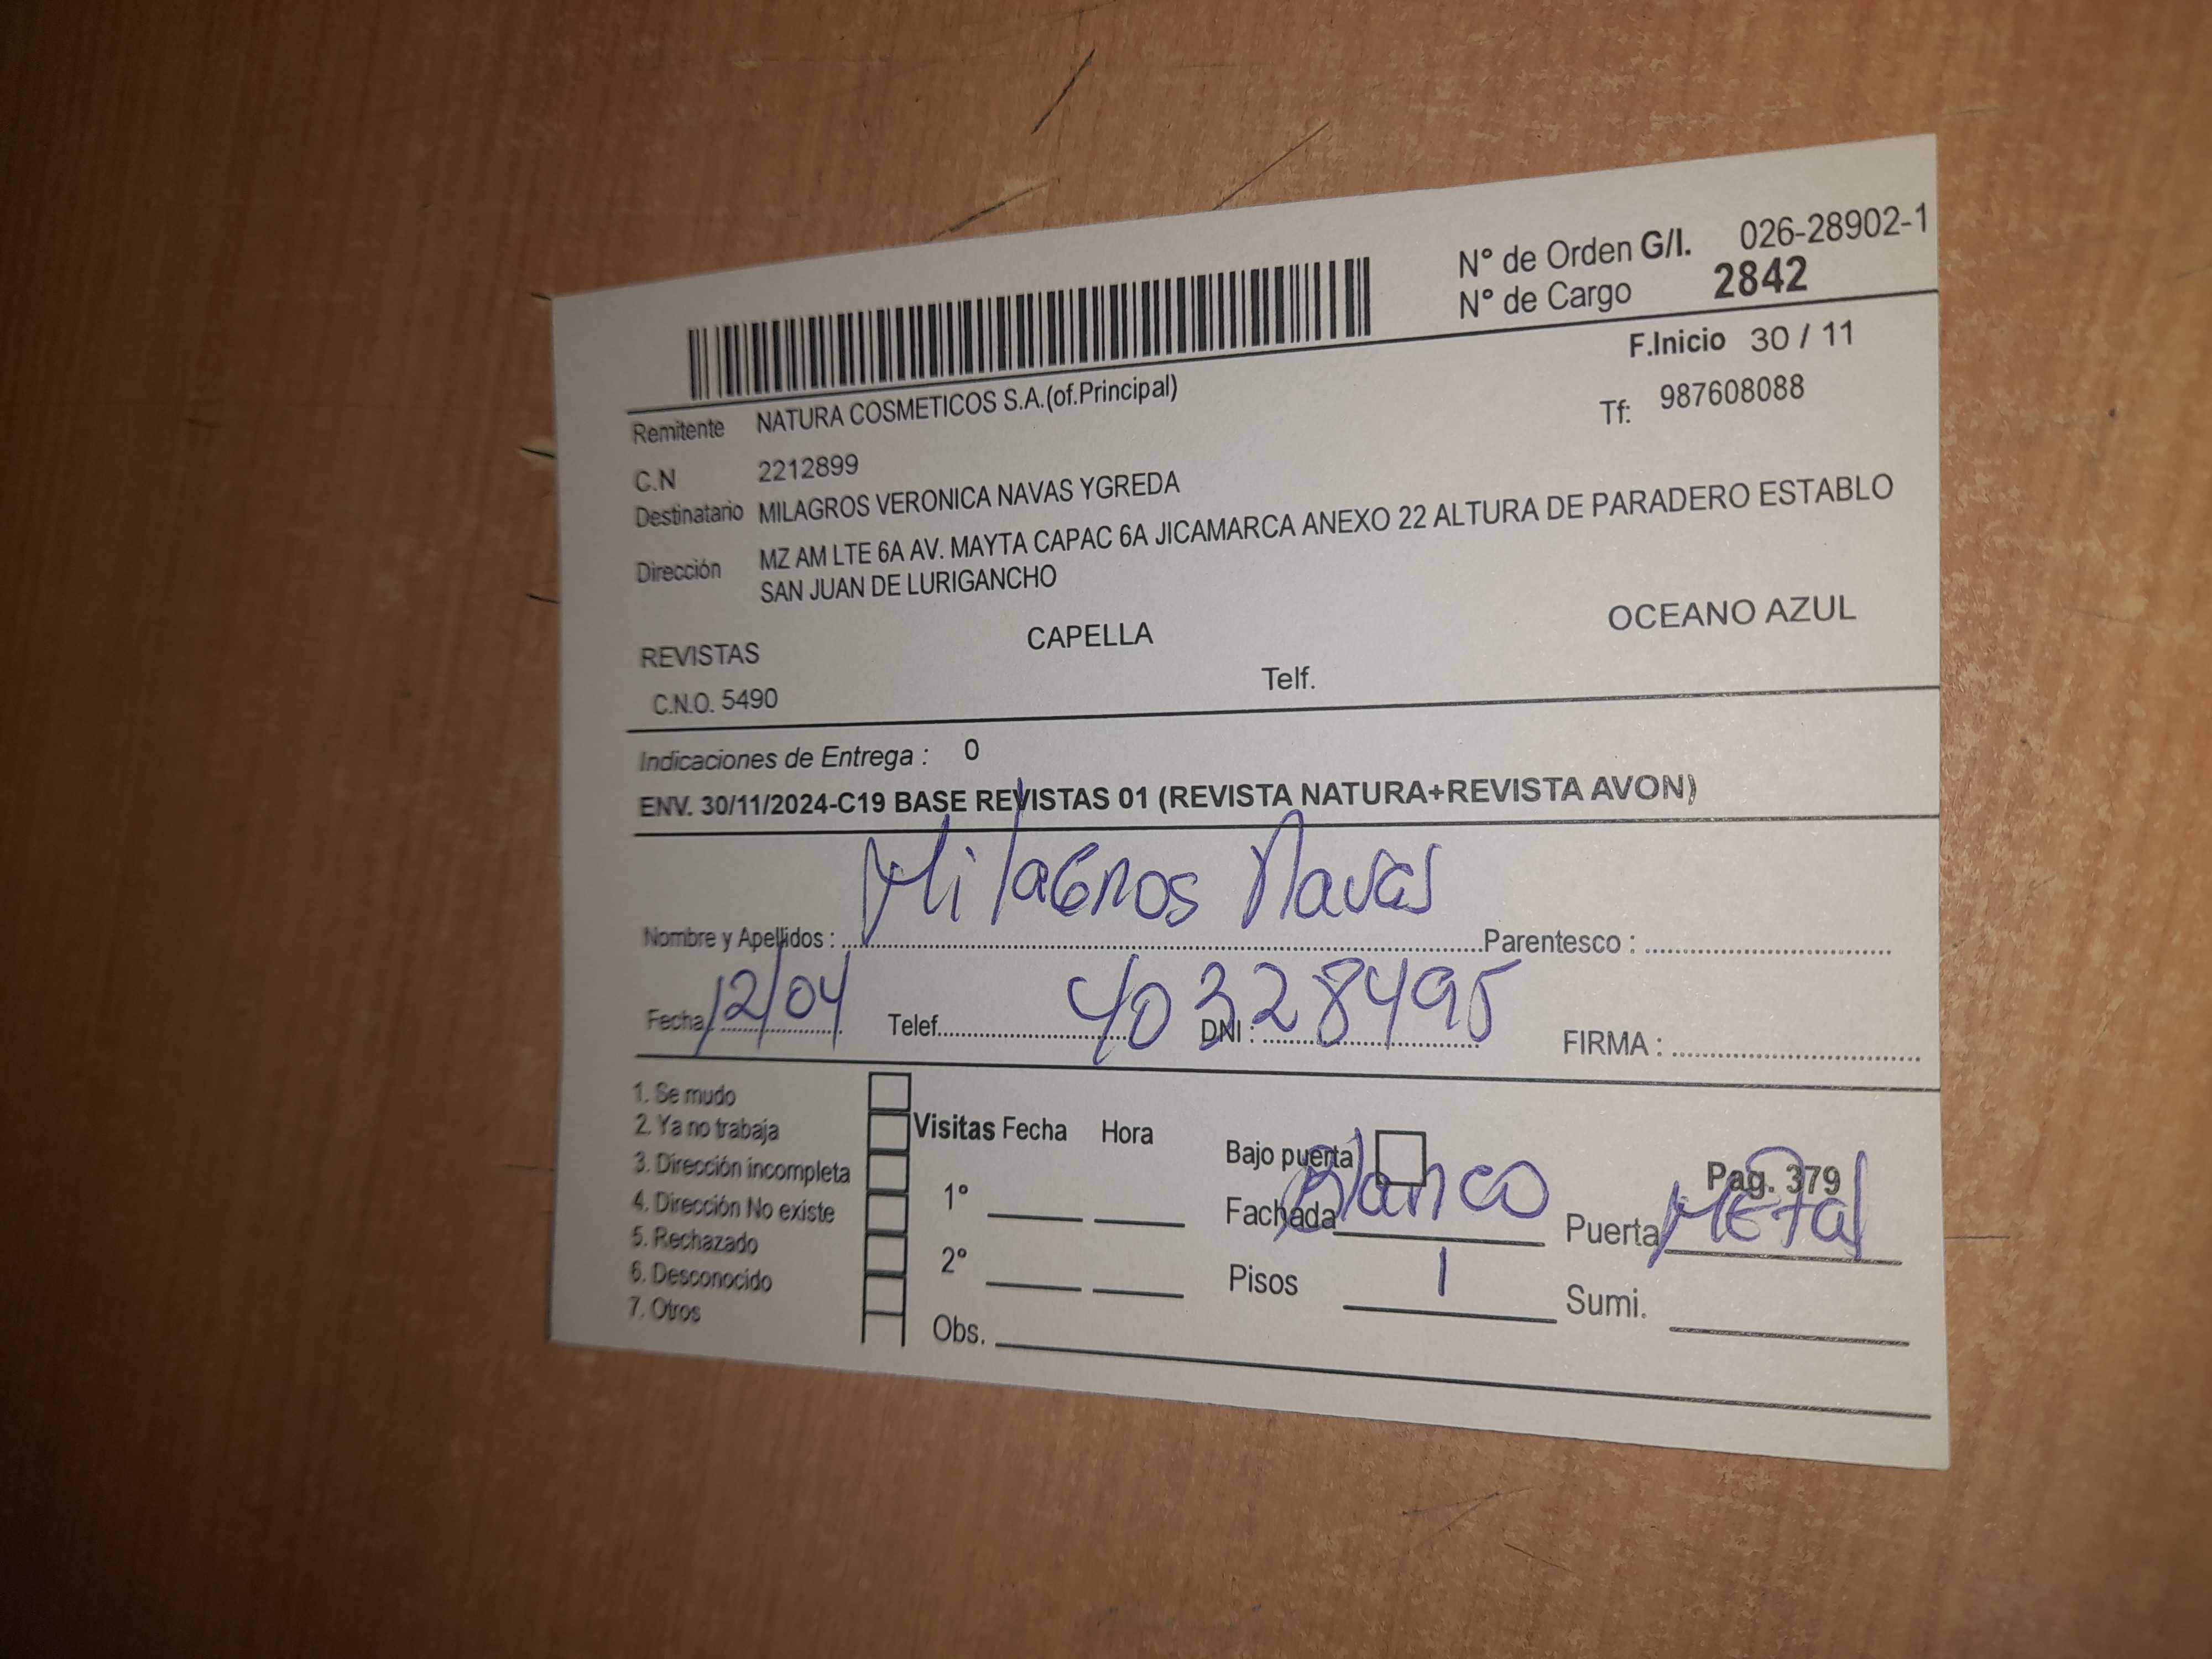 N° de Orden G/I. 026-28902-1
N° de Cargo 2842
F.Inicio 30 / 11
Remitente NATURA COSMETICOS S.A.(of.Principal)
Tf: 987608088
C.N 2212899
Destinatario MILAGROS VERONICA NAVAS YGREDA
Dirección MZ AM LTE 6A AV. MAYTA CAPAC 6A JICAMARCA ANEXO 22 ALTURA DE PARADERO ESTABLO
SAN JUAN DE LURIGANCHO
REVISTAS CAPELLA OCEANO AZUL
C.N.O. 5490 Telf.
Indicaciones de Entrega : 0
ENV. 30/11/2024-C19 BASE REVISTAS 01 (REVISTA NATURA+REVISTA AVON)
Nombre y Apellidos : Milagros Navas Parentesco :
Fecha 12/04 Telef. DNI : 40328495 FIRMA :
1. Se mudo
2. Ya no trabaja
3. Dirección incompleta
4. Dirección No existe
5. Rechazado
6. Desconocido
7. Otros
Visitas Fecha Hora
1°
2°
Obs.
Bajo puerta
Pag. 379
Fachada Blanco Puerta Metal
Pisos 1 Sumi.